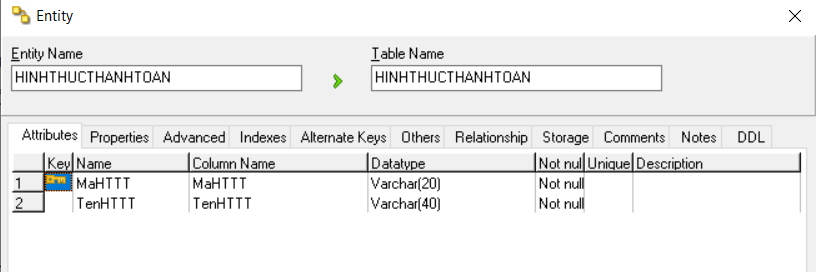 Entity
Entity Name
Table Name
HINHTHUCTHANHTOAN
HINHTHUCTHANHTOAN
Attributes Properties Advanced Indexes Alternate Keys Others Relationship Storage Comments Notes DDL
Key Name Column Name Datatype Not nul Unique Description
1 MaHTTT MaHTTT Varchar(20) Not null
2 TenHTTT TenHTTT Varchar(40) Not null